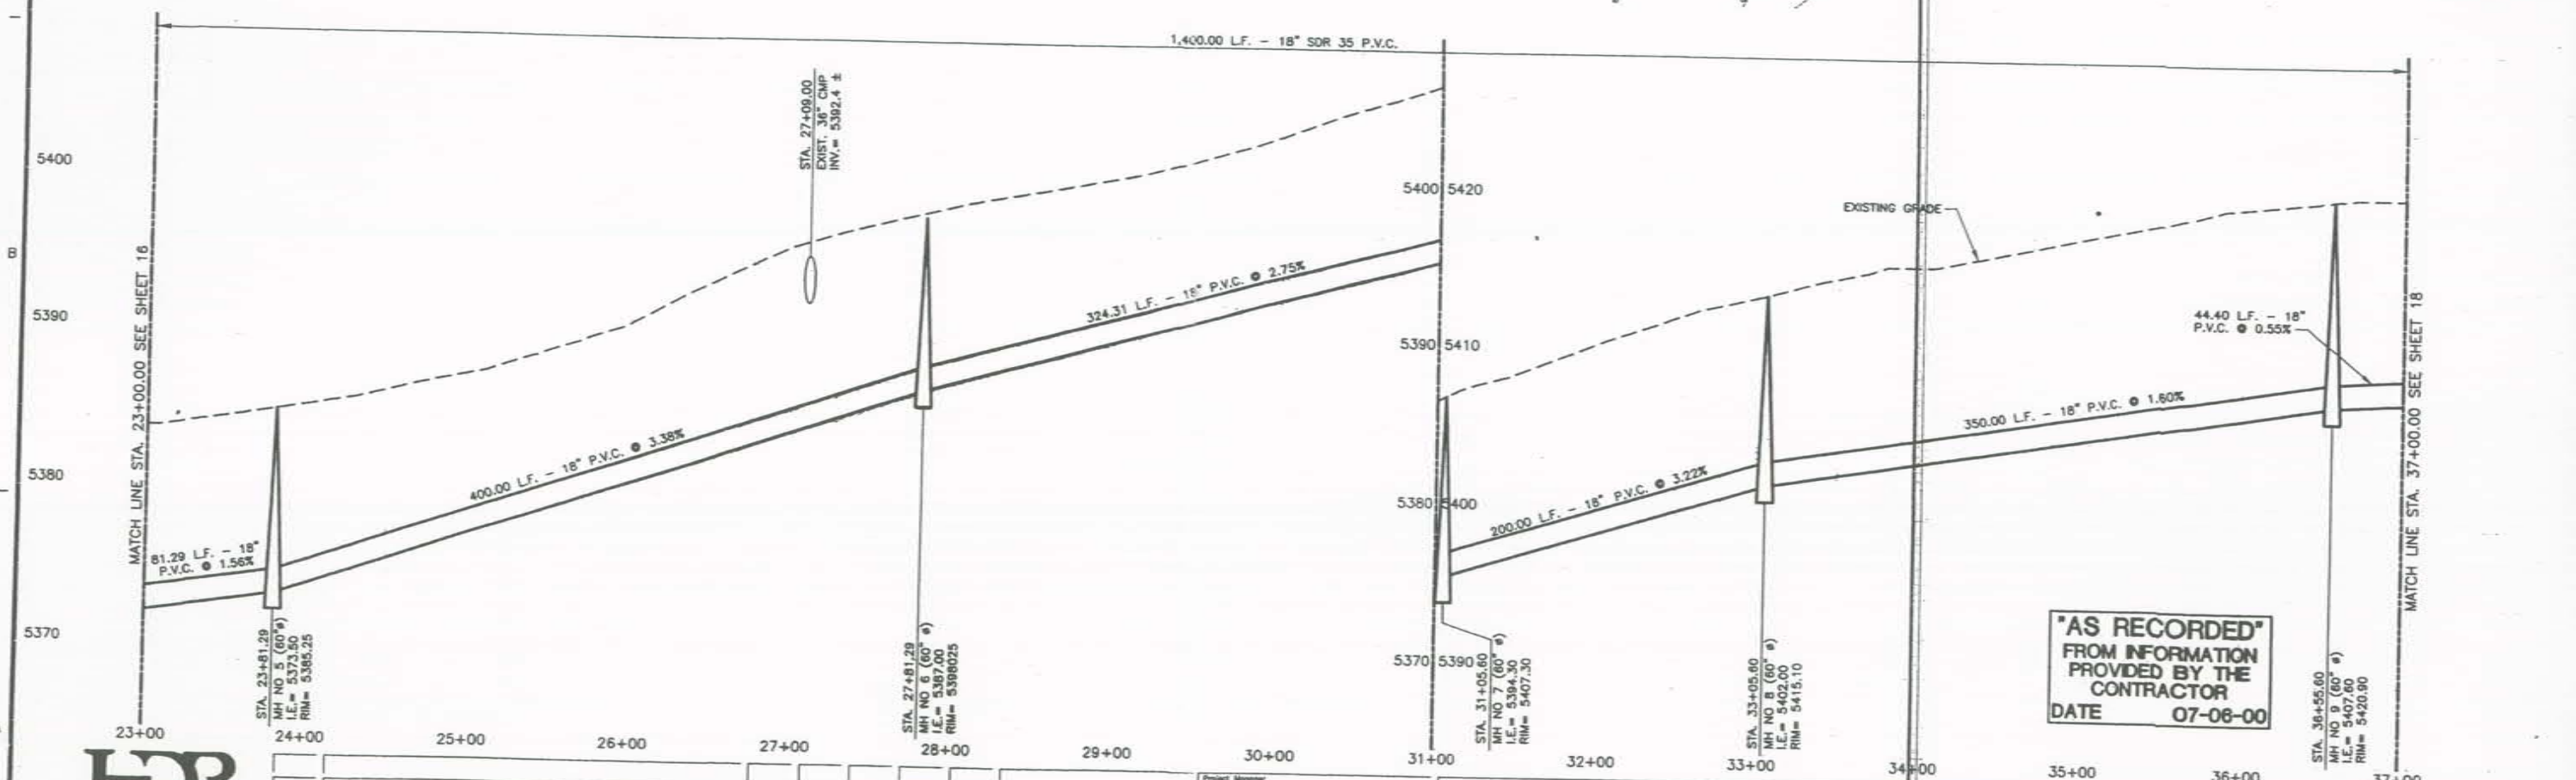 1,400.00 L.F. - 18" SDR 35 P.V.C.
STA. 27+09.00
EXIST. 36" CMP
INV.= 5392.4 ±
5400
5390
5380
5370
B
MATCH LINE STA. 23+00.00 SEE SHEET 16
81.29 L.F. - 18"
P.V.C. @ 1.56%
400.00 L.F. - 18" P.V.C. @ 3.38%
324.31 L.F. - 18" P.V.C. @ 2.75%
5400 5420
5390 5410
5380 5400
5370 5390
EXISTING GRADE
200.00 L.F. - 18" P.V.C. @ 3.22%
350.00 L.F. - 18" P.V.C. @ 1.60%
44.40 L.F. - 18"
P.V.C. @ 0.55%
MATCH LINE STA. 37+00.00 SEE SHEET 18
STA. 23+81.29
MH NO 5 (60"ø)
I.E.= 5373.50
RIM= 5385.25
STA. 27+81.29
MH NO 6 (60" ø)
I.E.= 5387.00
RIM= 5398025
STA. 31+05.60
MH NO 7 (60" ø)
I.E.= 5394.30
RIM= 5407.30
STA. 33+05.60
MH NO 8 (60" ø)
I.E.= 5402.00
RIM= 5415.10
STA. 36+55.60
MH NO 9 (60" ø)
I.E.= 5407.60
RIM= 5420.90
"AS RECORDED"
FROM INFORMATION
PROVIDED BY THE
CONTRACTOR
DATE 07-06-00
23+00 24+00 25+00 26+00 27+00 28+00 29+00 30+00 31+00 32+00 33+00 34+00 35+00 36+00 37+00
HDR
Project Manager